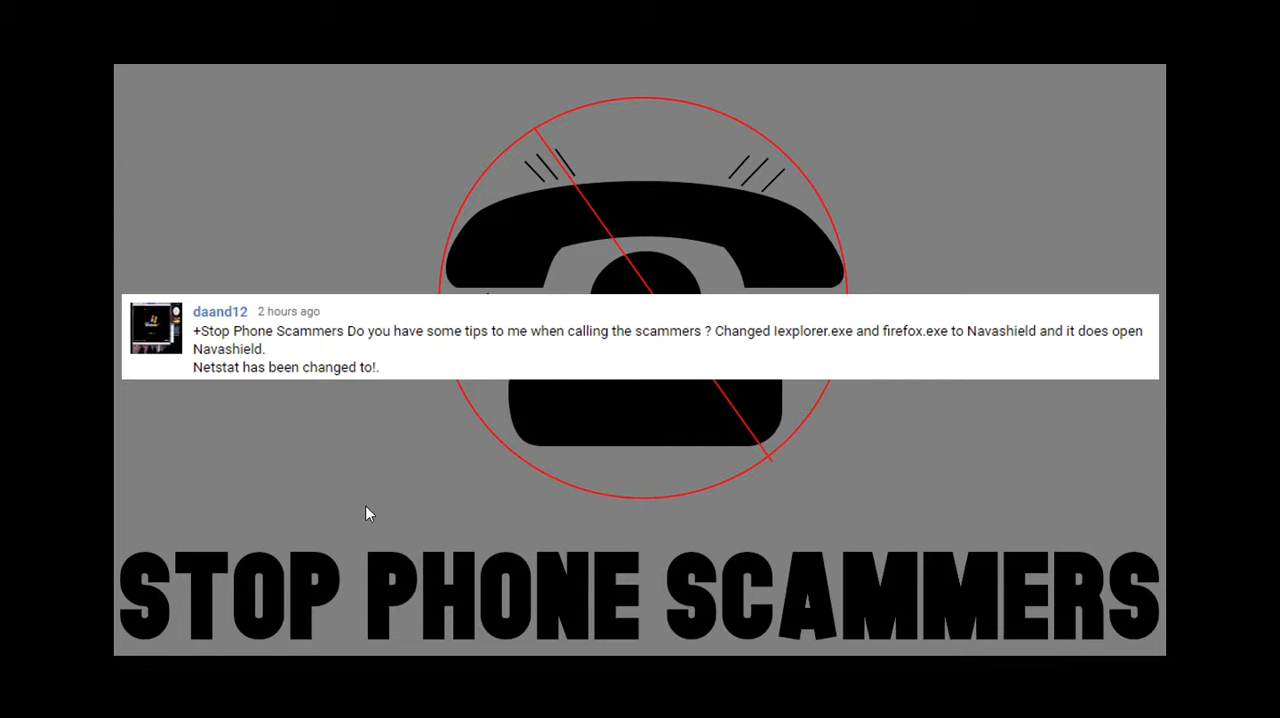 daand12 2 hours ago
+Stop Phone Scammers Do you have some tips to me when calling the scammers ? Changed Iexplorer.exe and firefox.exe to Navashield and it does open
Navashield.
Netstat has been changed to!.
STOP PHONE SCAMMERS